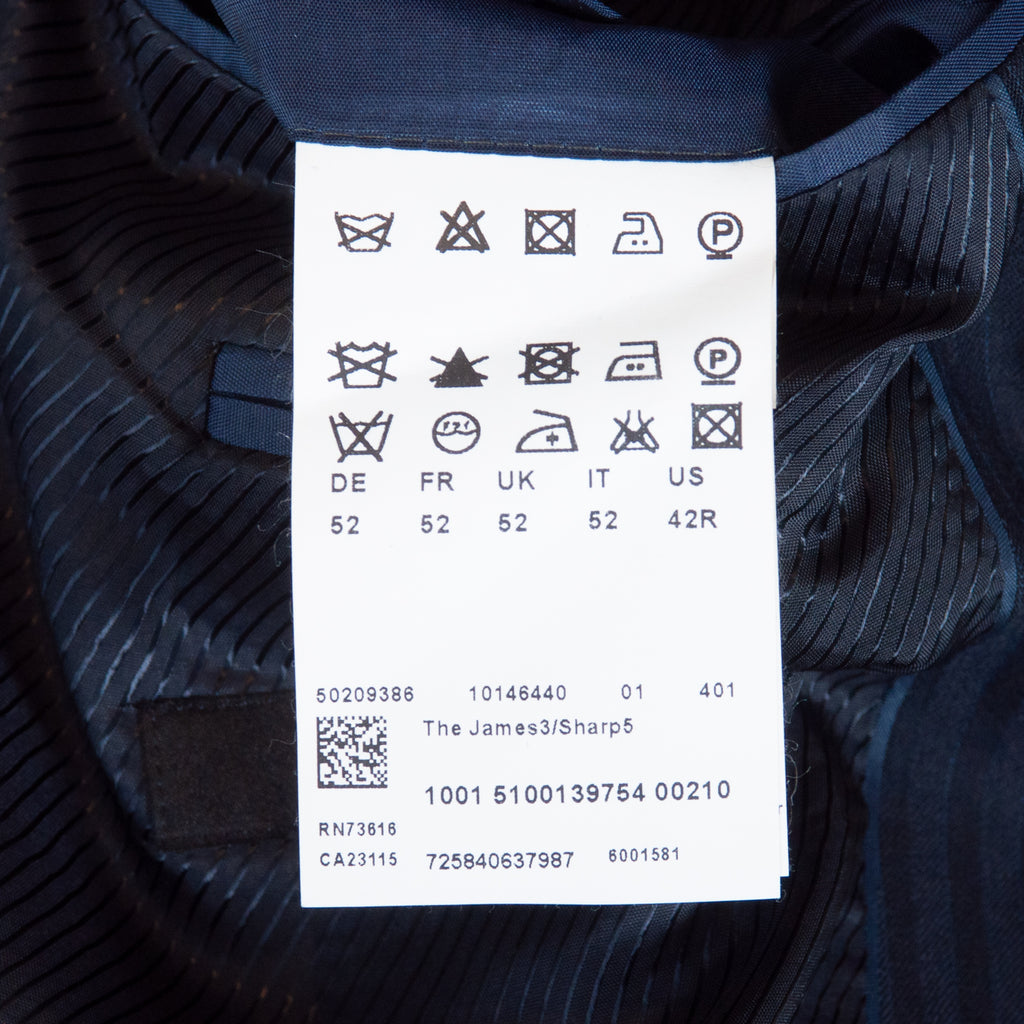 P
P
DE FR UK IT US
52 52 52 52 42R
50209386 10146440 01 401
The James3/Sharp5
1001 5100139754 00210
RN73616
CA23115 725840637987 6001581